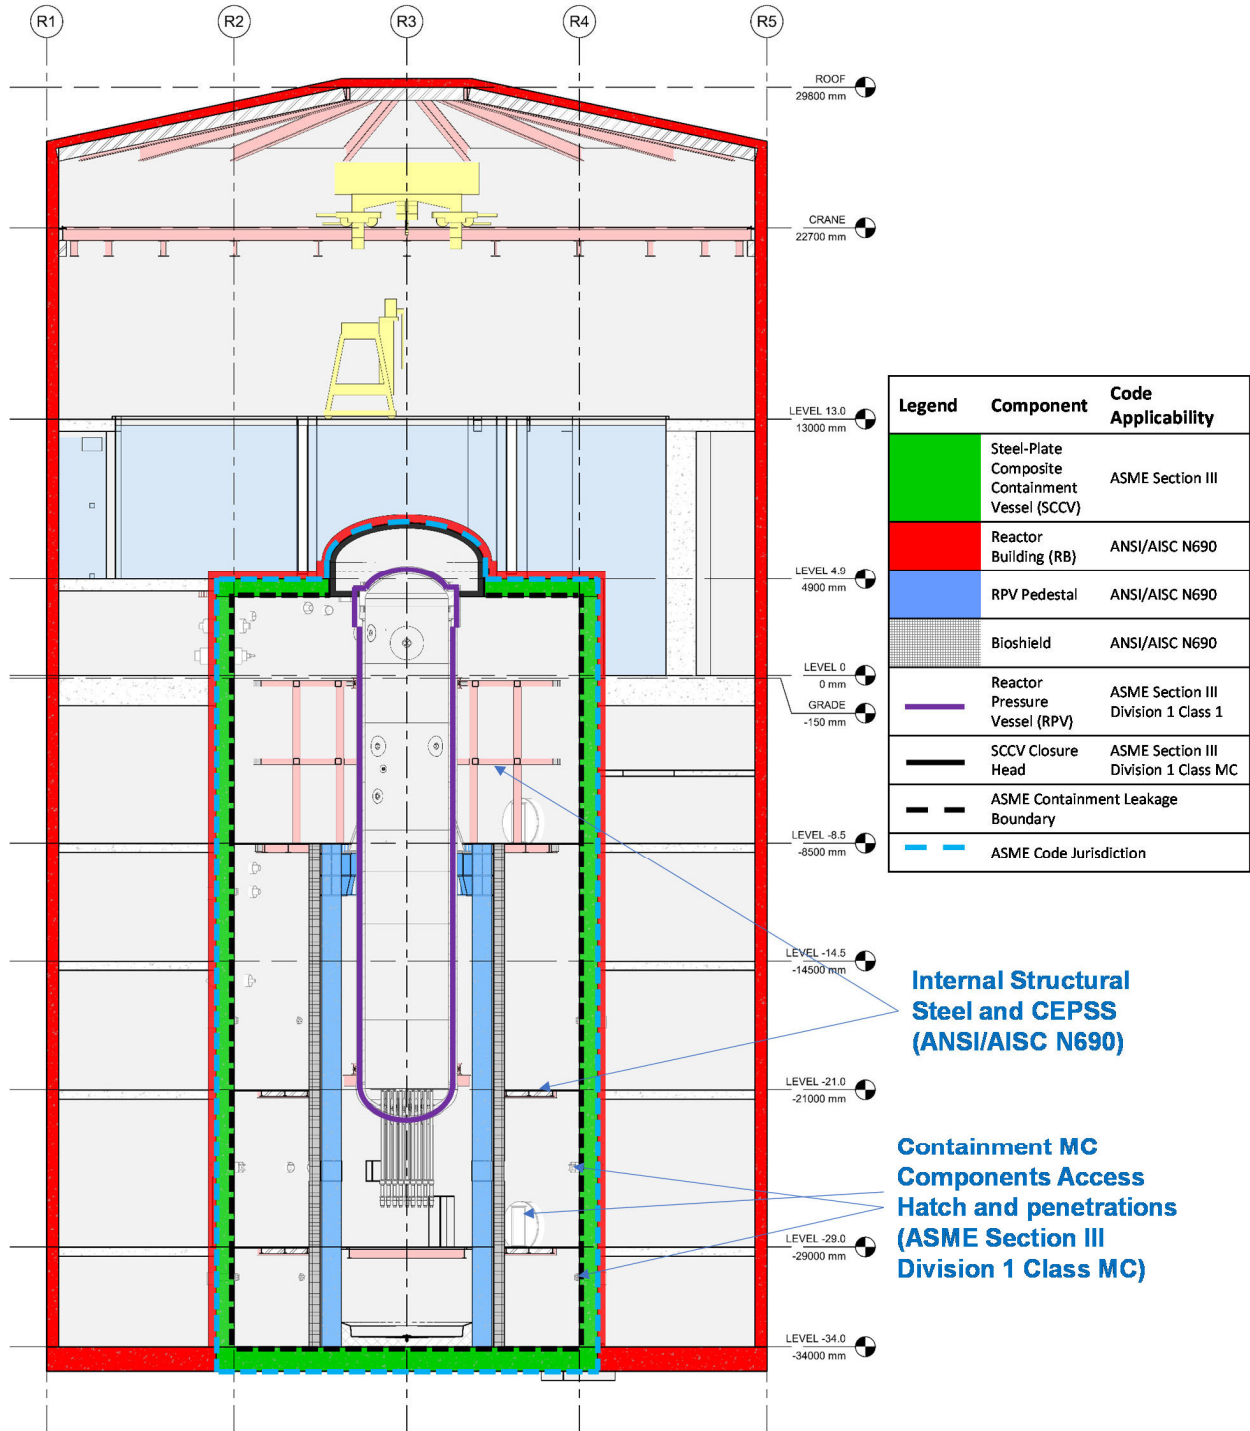 R1 R2 R3 R4 R5
ROOF
29800 mm
CRANE
22700 mm
LEVEL 13.0
13000 mm
LEVEL 4.9
4900 mm
LEVEL 0
0 mm
GRADE
-150 mm
LEVEL -8.5
-8500 mm
LEVEL -14.5
-14500 mm
LEVEL -21.0
-21000 mm
LEVEL -29.0
-29000 mm
LEVEL -34.0
-34000 mm
Legend Component Code
Applicability
Steel-Plate
Composite
Containment
Vessel (SCCV)
ASME Section III
Reactor
Building (RB)
ANSI/AISC N690
RPV Pedestal ANSI/AISC N690
Bioshield ANSI/AISC N690
Reactor
Pressure
Vessel (RPV)
ASME Section III
Division 1 Class 1
SCCV Closure
Head
ASME Section III
Division 1 Class MC
ASME Containment Leakage
Boundary
ASME Code Jurisdiction
Internal Structural
Steel and CEPSS
(ANSI/AISC N690)
Containment MC
Components Access
Hatch and penetrations
(ASME Section III
Division 1 Class MC)